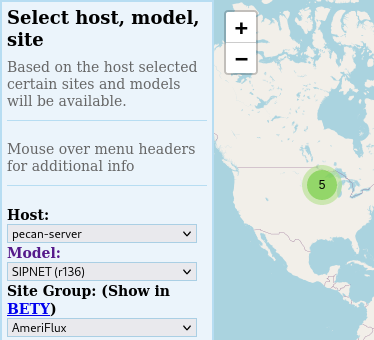 Select host, model,
site
Based on the host selected
certain sites and models
will be available.
Mouse over menu headers
for additional info
Host:
pecan-server
Model:
SIPNET (r136)
Site Group: (Show in
BETY)
AmeriFlux
+
−
5